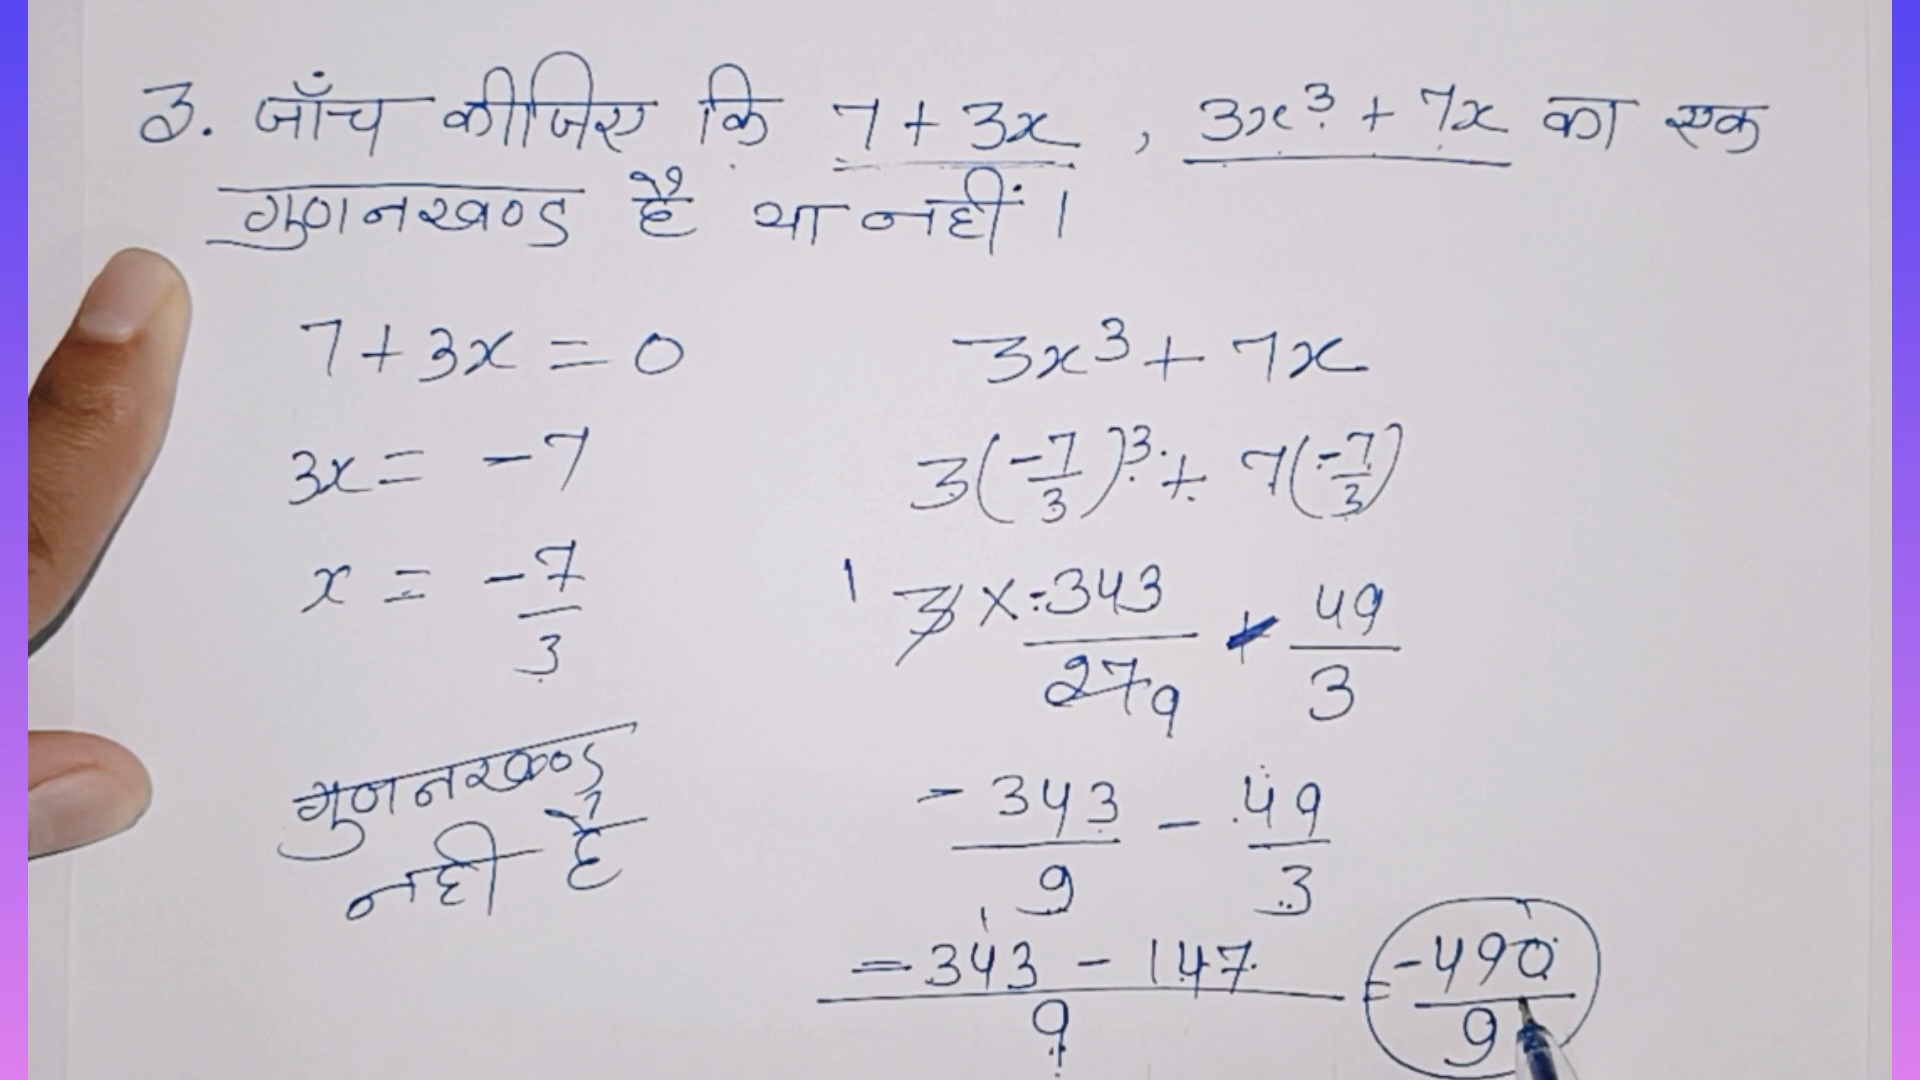 3. जाँच कीजिए कि 7 + 3x , 3x³ + 7x का एक
गुणनखण्ड है या नहीं ।
7 + 3x = 0
3x = -7
x = -7/3
गुणनखण्ड
नही है
3x³ + 7x
3(-7/3)³ + 7(-7/3)
1 3 × -343/27 9 + 49/3
-343/9 - 49/3
-343 - 147/9 = -490/9